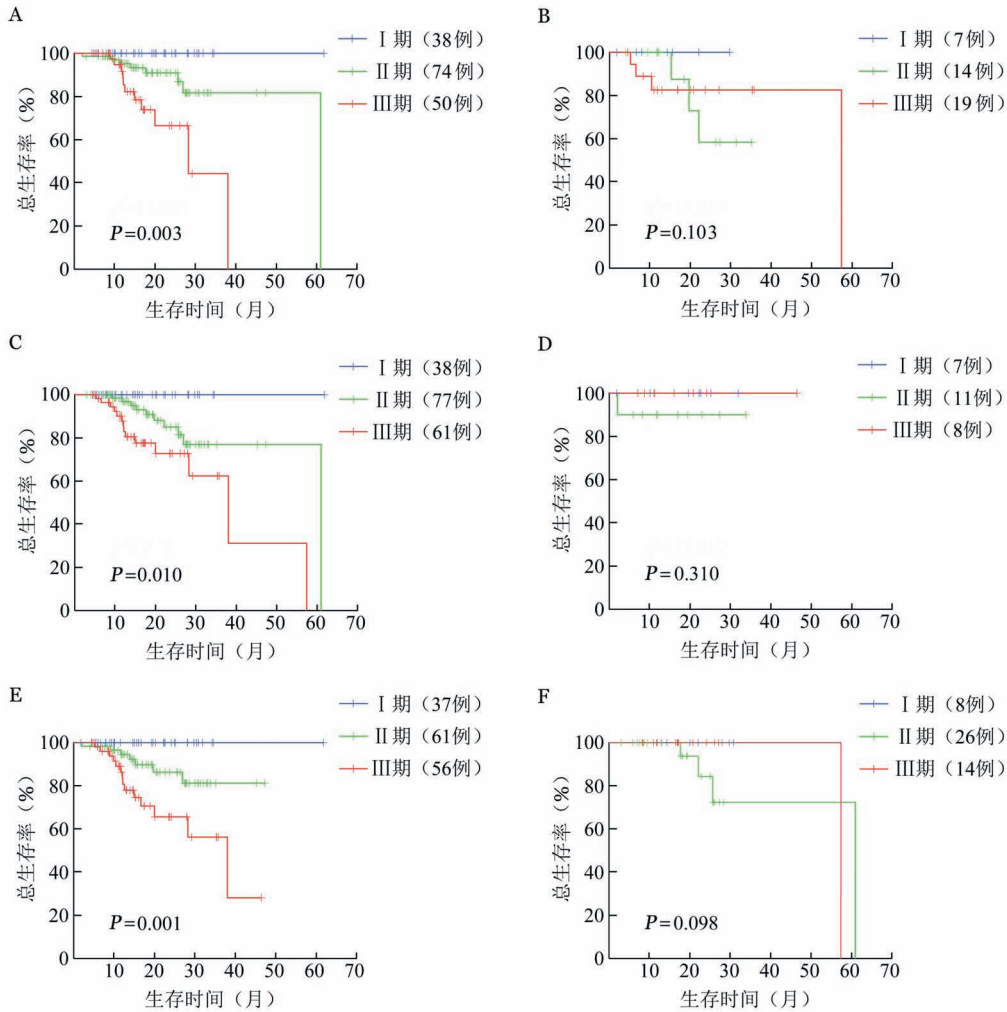 A
Ⅰ期（38例）
Ⅱ期（74例）
Ⅲ期（50例）
总生存率（%）
100
80
60
40
20
0
P=0.003
10 20 30 40 50 60 70
生存时间（月）
B
Ⅰ期（7例）
Ⅱ期（14例）
Ⅲ期（19例）
总生存率（%）
100
80
60
40
20
0
P=0.103
10 20 30 40 50 60 70
生存时间（月）
C
Ⅰ期（38例）
Ⅱ期（77例）
Ⅲ期（61例）
总生存率（%）
100
80
60
40
20
0
P=0.010
10 20 30 40 50 60 70
生存时间（月）
D
Ⅰ期（7例）
Ⅱ期（11例）
Ⅲ期（8例）
总生存率（%）
100
80
60
40
20
0
P=0.310
10 20 30 40 50 60 70
生存时间（月）
E
Ⅰ期（37例）
Ⅱ期（61例）
Ⅲ期（56例）
总生存率（%）
100
80
60
40
20
0
P=0.001
10 20 30 40 50 60 70
生存时间（月）
F
Ⅰ期（8例）
Ⅱ期（26例）
Ⅲ期（14例）
总生存率（%）
100
80
60
40
20
0
P=0.098
10 20 30 40 50 60 70
生存时间（月）